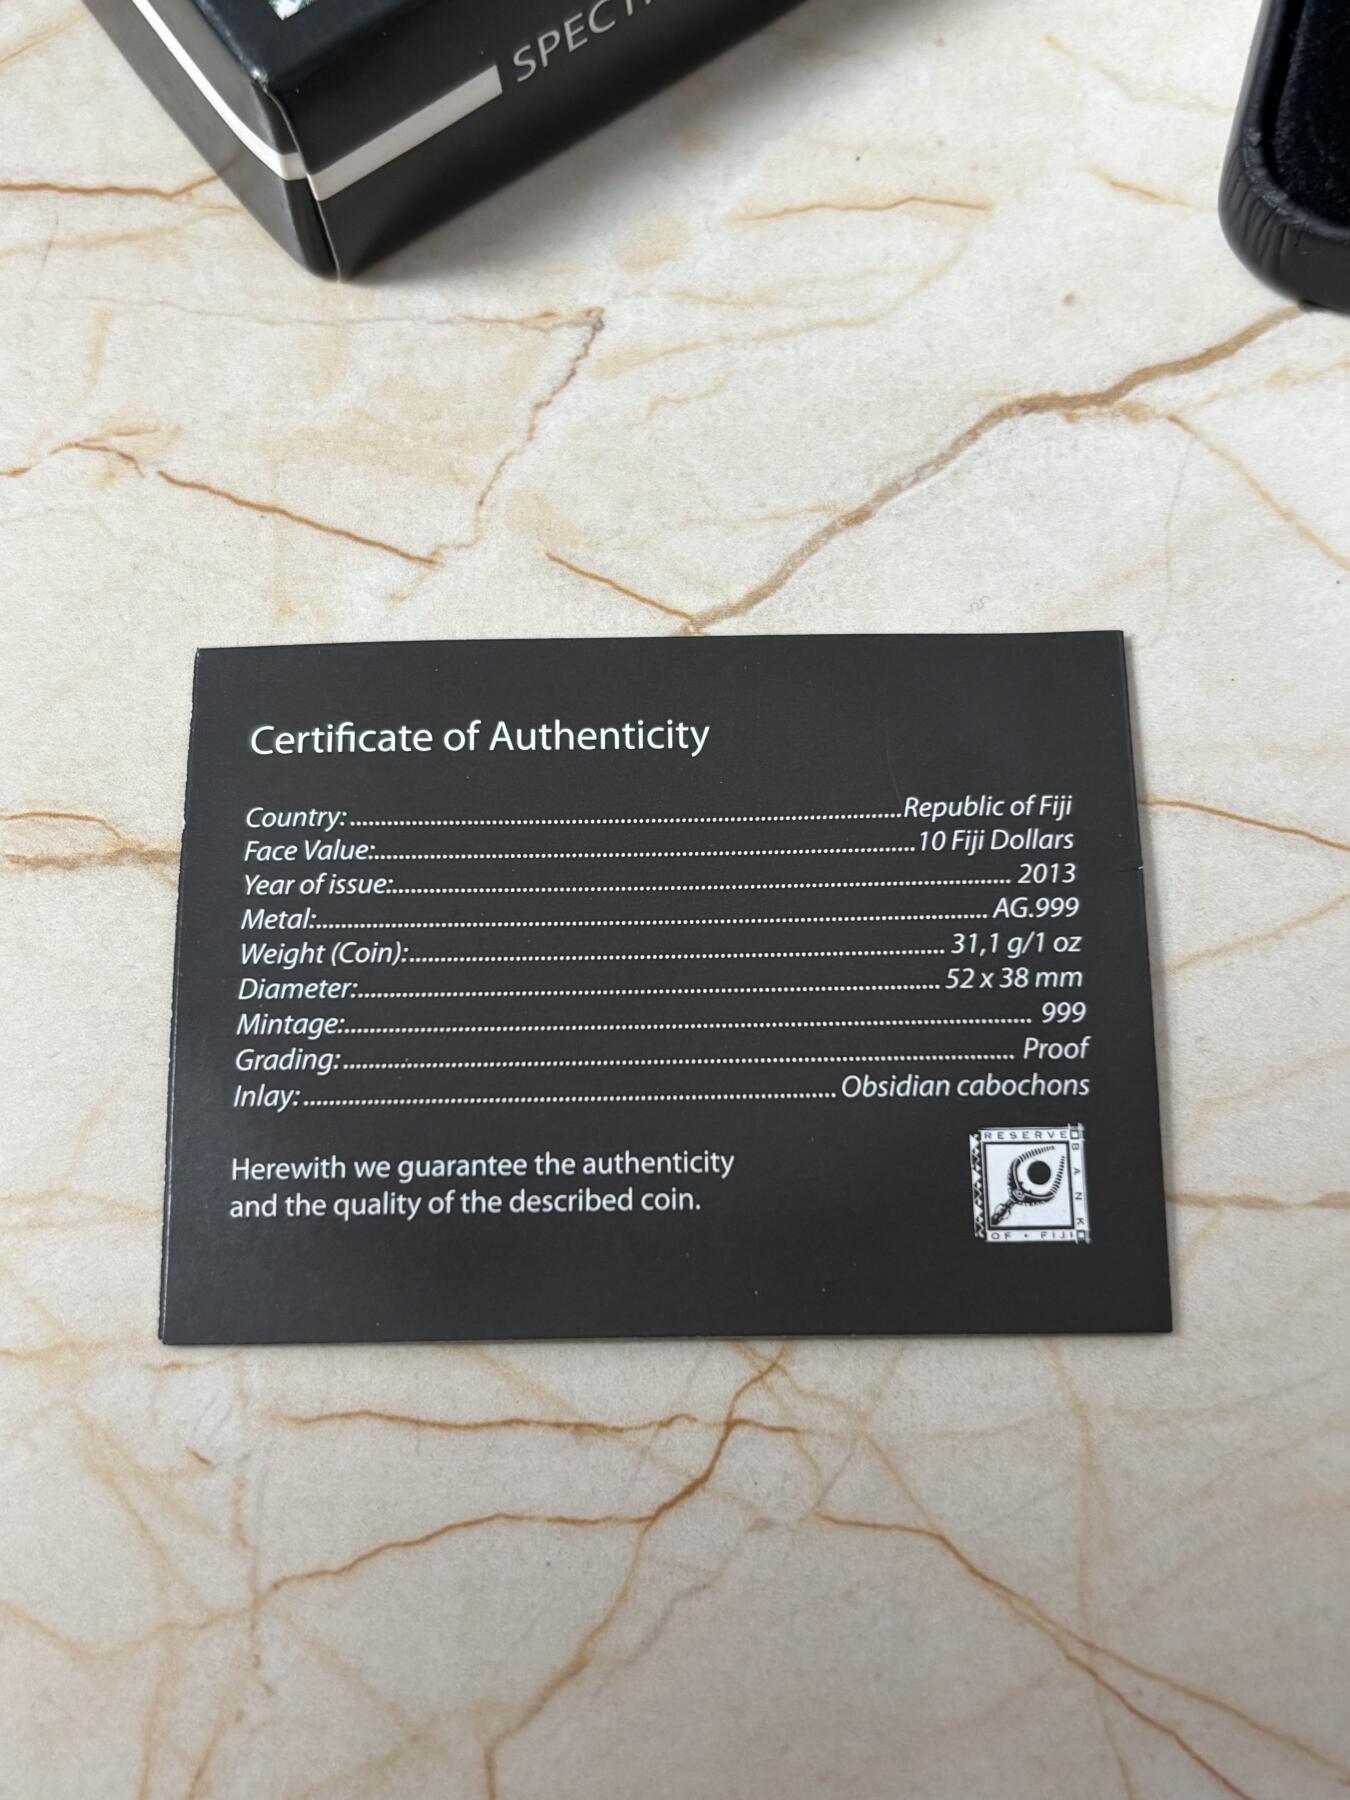 Certificate of Authenticity
Country:..........Republic of Fiji
Face Value:..........10 Fiji Dollars
Year of issue:.......... 2013
Metal:.......... AG.999
Weight (Coin):.......... 31,1 g/1 oz
Diameter:.......... 52 x 38 mm
Mintage:.......... 999
Grading:.......... Proof
Inlay:.......... Obsidian cabochons
Herewith we guarantee the authenticity
and the quality of the described coin.
RESERVE
BANK
OF • FIJI